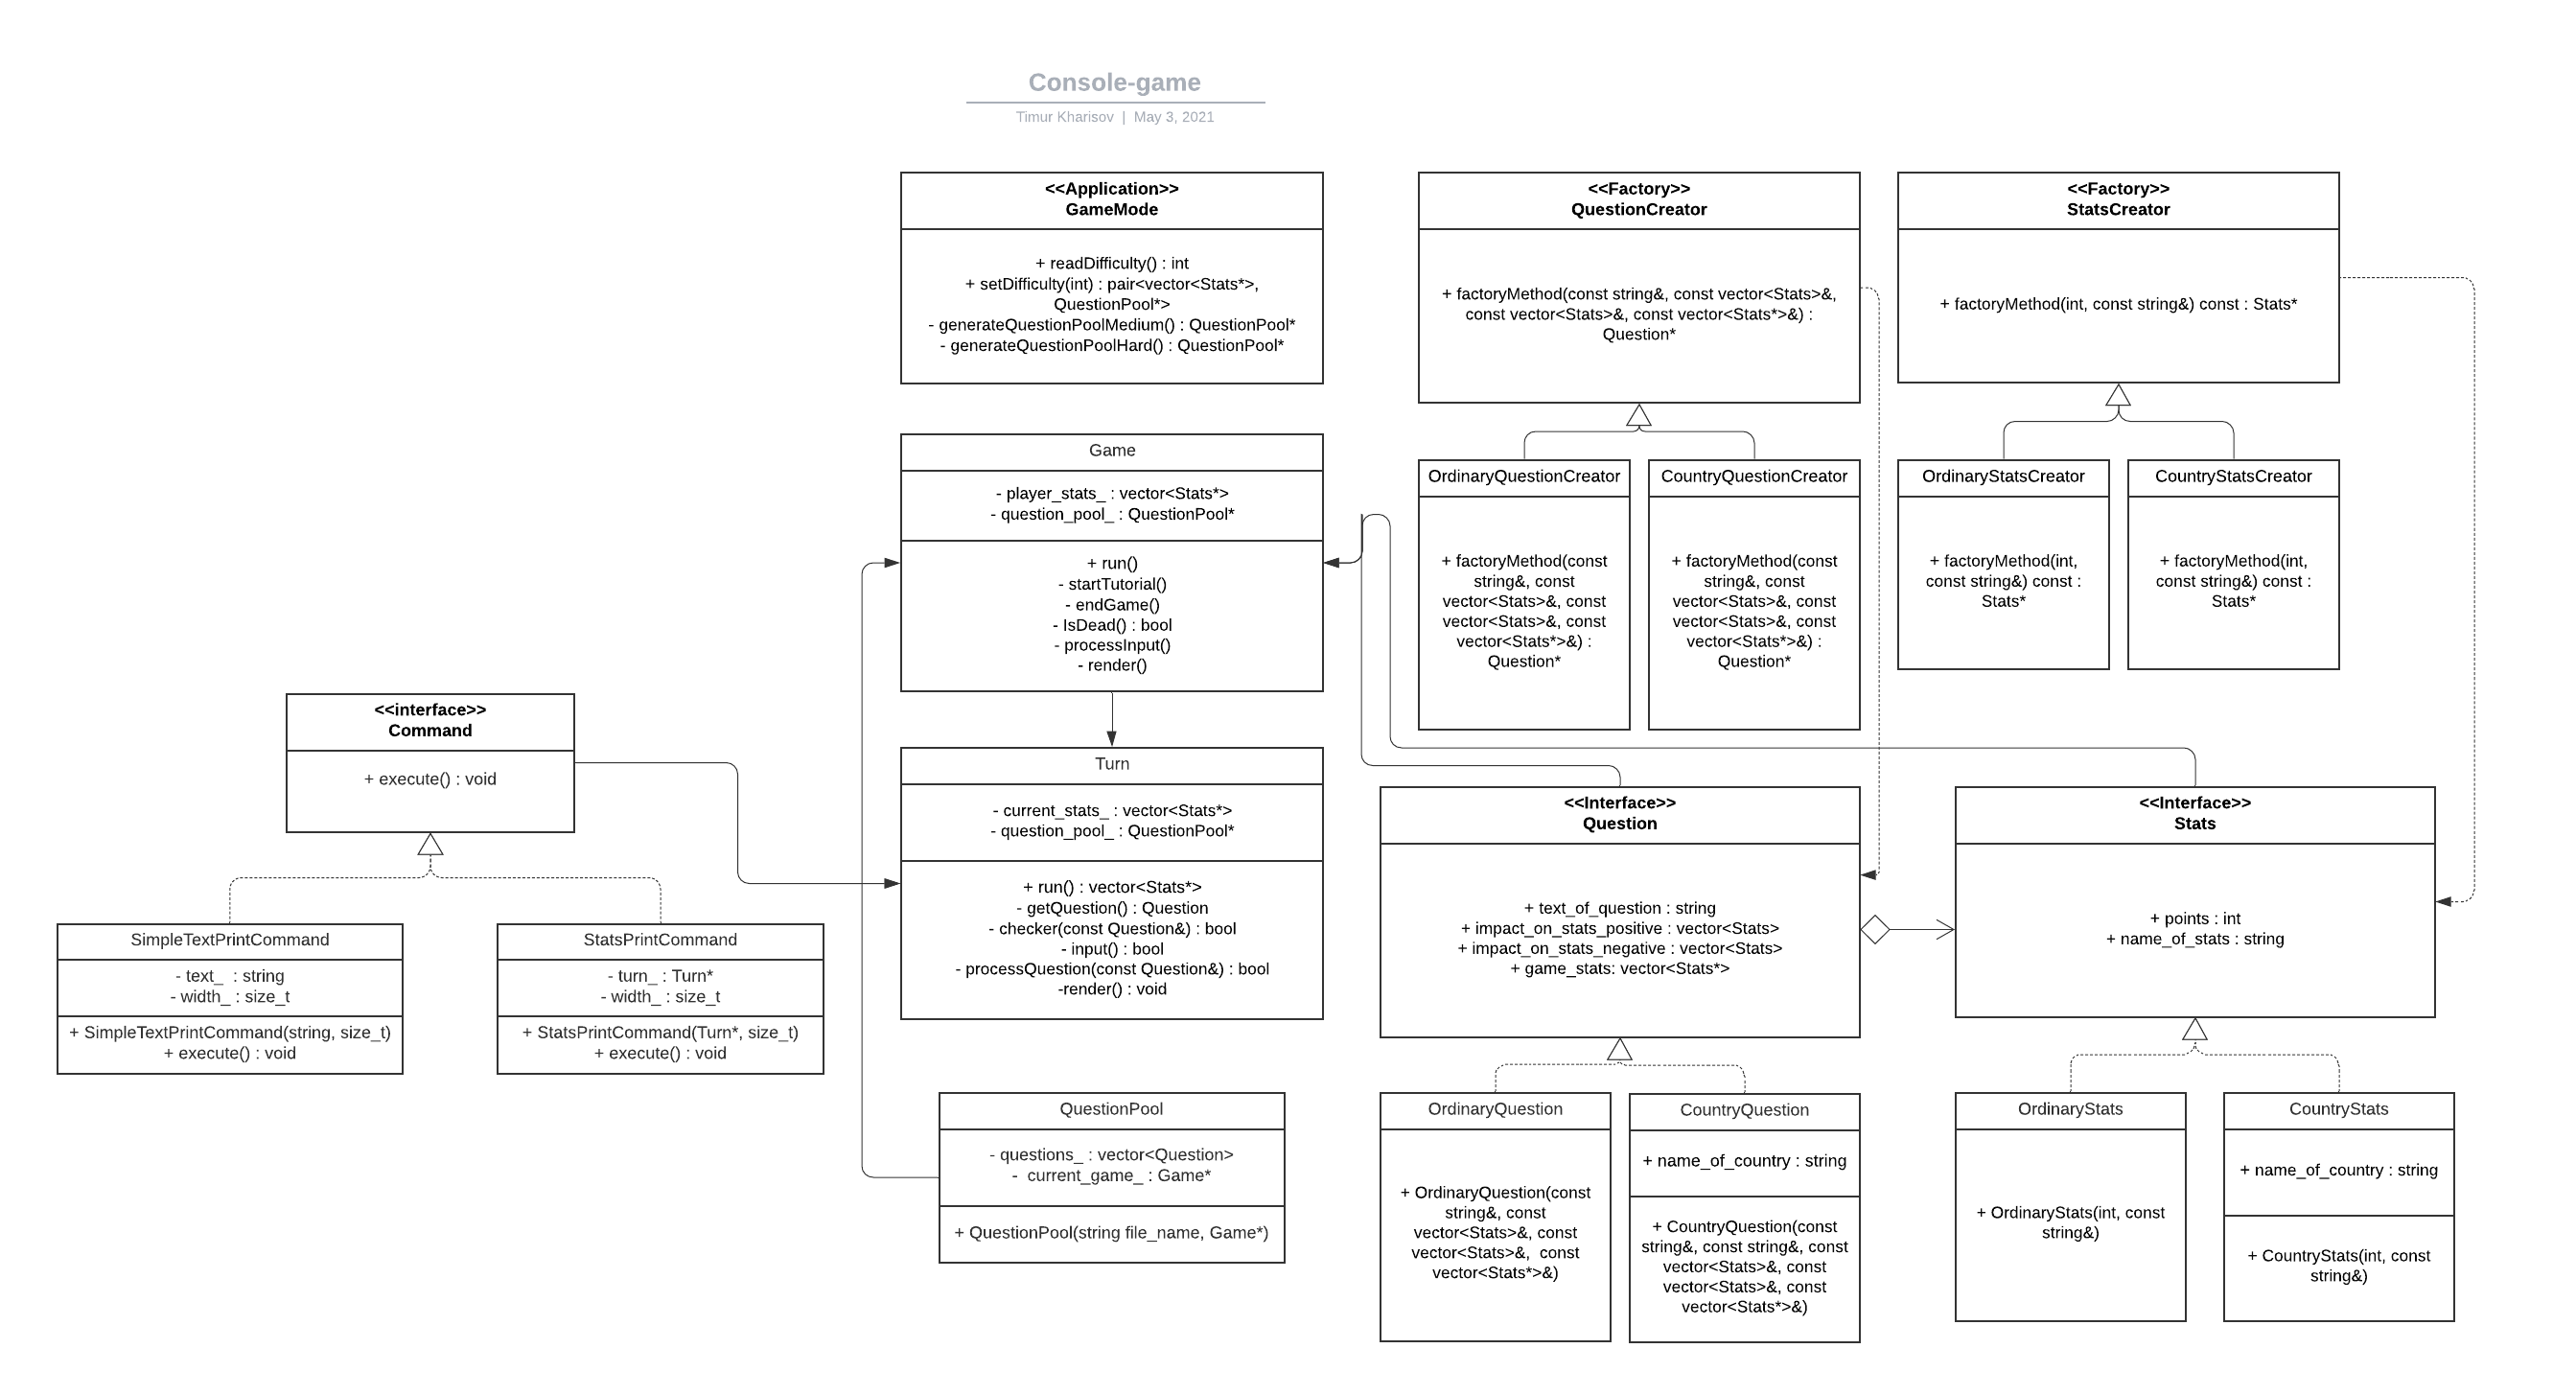 Console-game
Timur Kharisov | May 3, 2021
<<Application>>
GameMode
+ readDifficulty() : int
+ setDifficulty(int) : pair<vector<Stats*>,
QuestionPool*>
- generateQuestionPoolMedium() : QuestionPool*
- generateQuestionPoolHard() : QuestionPool*
<<Factory>>
QuestionCreator
+ factoryMethod(const string&, const vector<Stats>&,
const vector<Stats>&, const vector<Stats*>&) :
Question*
<<Factory>>
StatsCreator
+ factoryMethod(int, const string&) const : Stats*
Game
- player_stats_ : vector<Stats*>
- question_pool_ : QuestionPool*
+ run()
- startTutorial()
- endGame()
- IsDead() : bool
- processInput()
- render()
OrdinaryQuestionCreator
+ factoryMethod(const
string&, const
vector<Stats>&, const
vector<Stats>&, const
vector<Stats*>&) :
Question*
CountryQuestionCreator
+ factoryMethod(const
string&, const
vector<Stats>&, const
vector<Stats>&, const
vector<Stats*>&) :
Question*
OrdinaryStatsCreator
+ factoryMethod(int,
const string&) const :
Stats*
CountryStatsCreator
+ factoryMethod(int,
const string&) const :
Stats*
<<interface>>
Command
+ execute() : void
Turn
- current_stats_ : vector<Stats*>
- question_pool_ : QuestionPool*
+ run() : vector<Stats*>
- getQuestion() : Question
- checker(const Question&) : bool
- input() : bool
- processQuestion(const Question&) : bool
-render() : void
<<Interface>>
Question
+ text_of_question : string
+ impact_on_stats_positive : vector<Stats>
+ impact_on_stats_negative : vector<Stats>
+ game_stats: vector<Stats*>
<<Interface>>
Stats
+ points : int
+ name_of_stats : string
SimpleTextPrintCommand
- text_ : string
- width_ : size_t
+ SimpleTextPrintCommand(string, size_t)
+ execute() : void
StatsPrintCommand
- turn_ : Turn*
- width_ : size_t
+ StatsPrintCommand(Turn*, size_t)
+ execute() : void
QuestionPool
- questions_ : vector<Question>
- current_game_ : Game*
+ QuestionPool(string file_name, Game*)
OrdinaryQuestion
+ OrdinaryQuestion(const
string&, const
vector<Stats>&, const
vector<Stats>&, const
vector<Stats*>&)
CountryQuestion
+ name_of_country : string
+ CountryQuestion(const
string&, const string&, const
vector<Stats>&, const
vector<Stats>&, const
vector<Stats*>&)
OrdinaryStats
+ OrdinaryStats(int, const
string&)
CountryStats
+ name_of_country : string
+ CountryStats(int, const
string&)